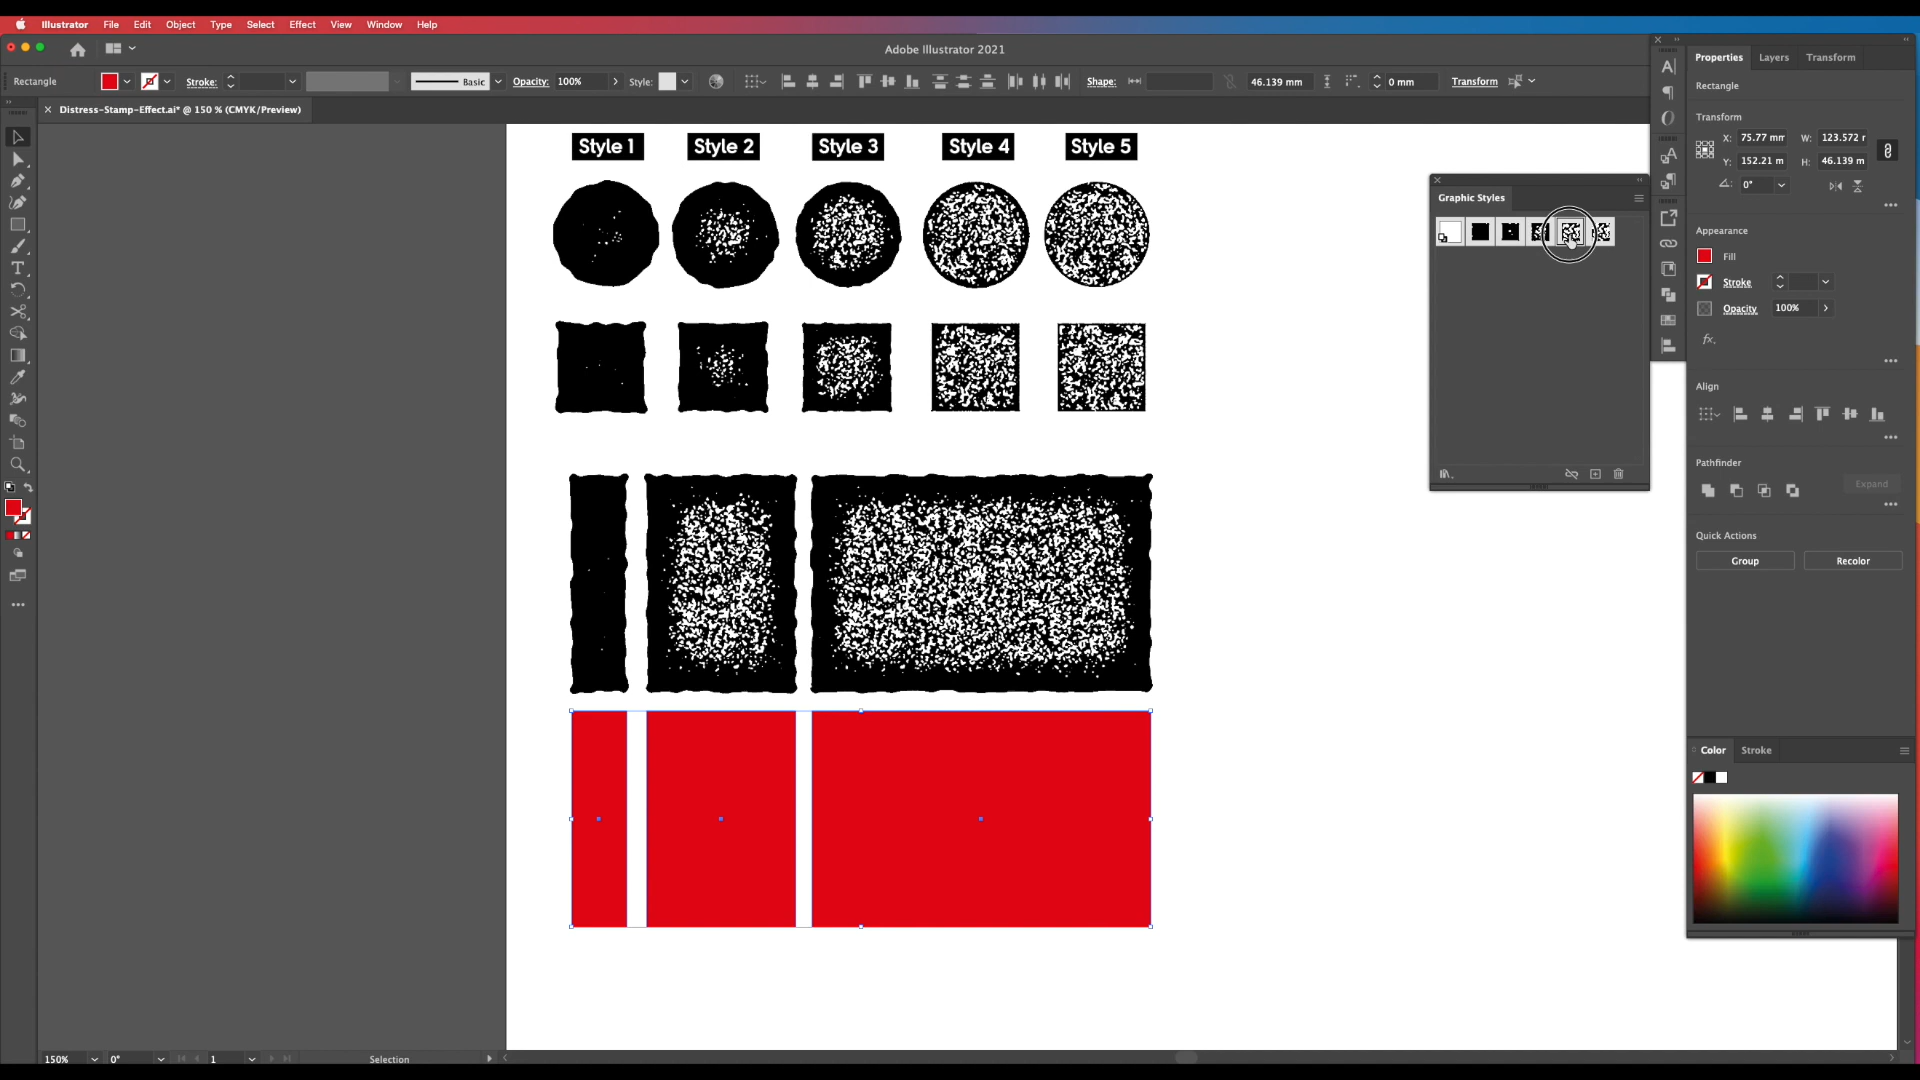 Illustrator File Edit Object Type Select Effect View Window Help
Adobe Illustrator 2021
Rectangle Stroke: Basic Opacity: 100% Style: Shape: 46.139 mm 0 mm Transform
Distress-Stamp-Effect.ai* @ 150 % (CMYK/Preview)
Properties Layers Transform
Rectangle
Transform
X: 75.77 mm W: 123.572 r
Y: 152.21 m H: 46.139 m
0°
Appearance
Fill
Stroke
Opacity 100%
fx.
Align
Pathfinder
Expand
Quick Actions
Group Recolor
Color Stroke
Graphic Styles
Style 1 Style 2 Style 3 Style 4 Style 5
150% 0° 1 Selection